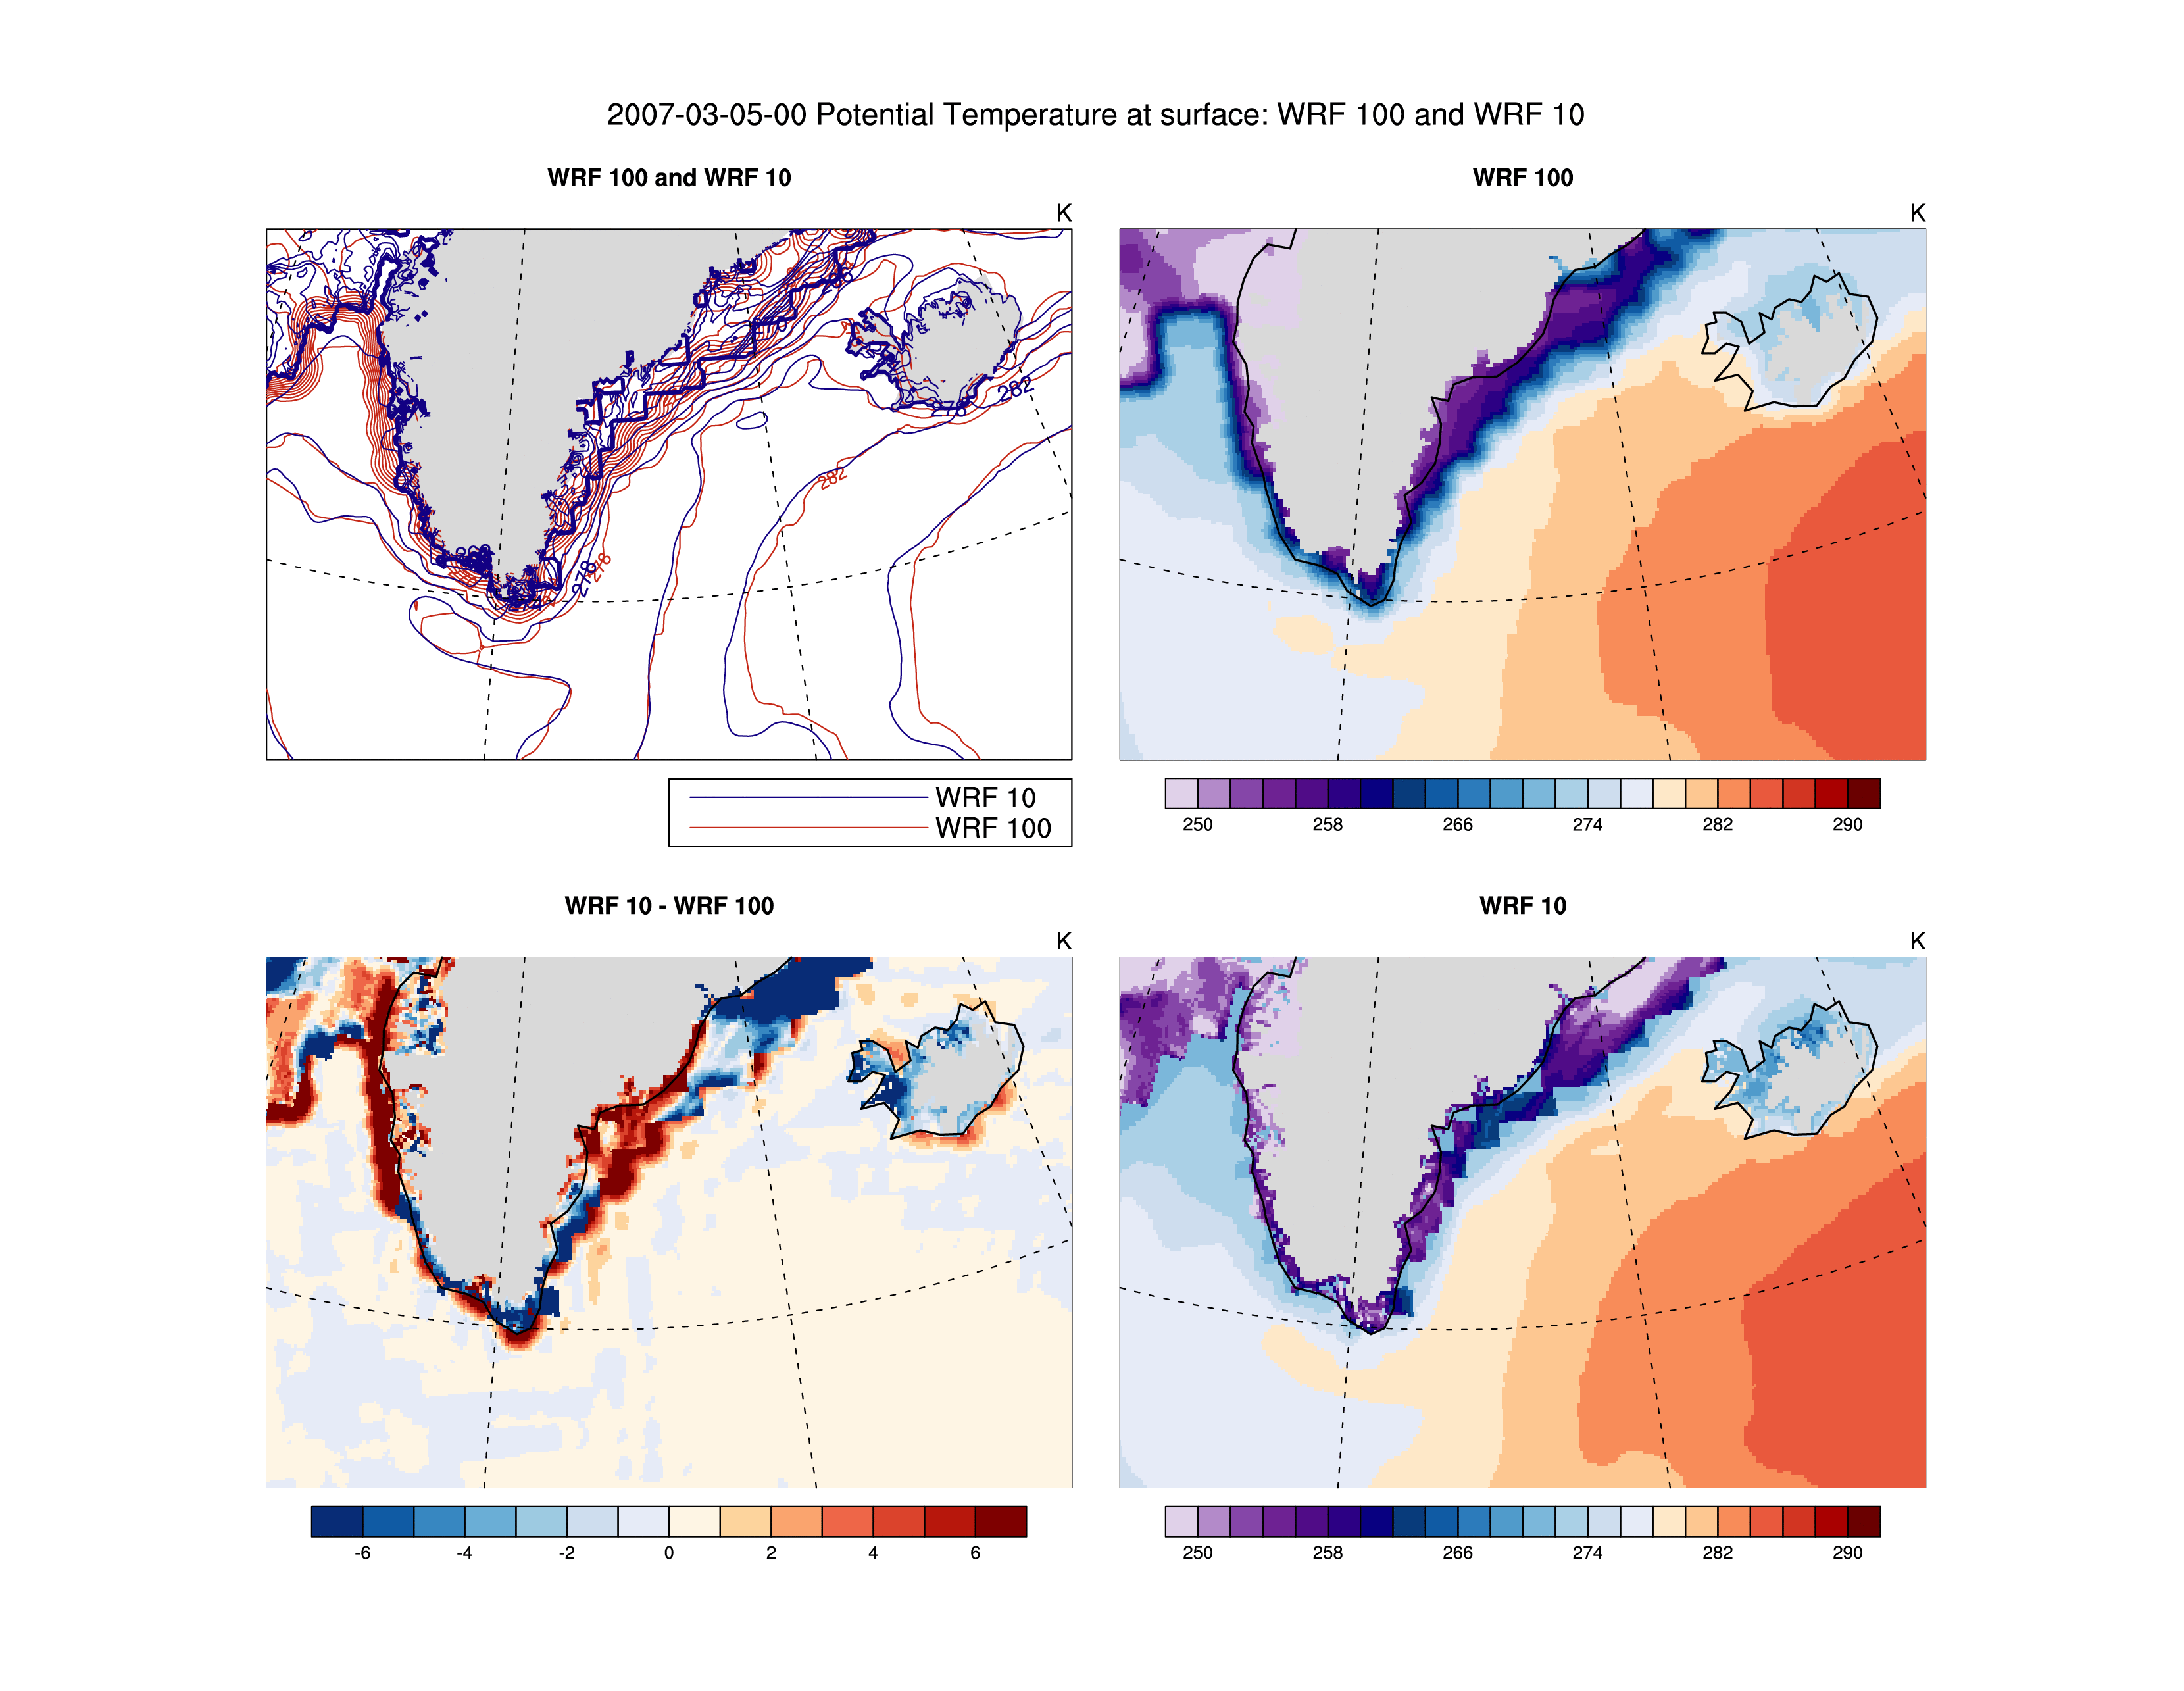 2007-03-05-00 Potential Temperature at surface: WRF 100 and WRF 10
WRF 100 and WRF 10
K
282
278
282
278
278
WRF 10
WRF 100
WRF 100
K
250 258 266 274 282 290
WRF 10 - WRF 100
K
-6 -4 -2 0 2 4 6
WRF 10
K
250 258 266 274 282 290